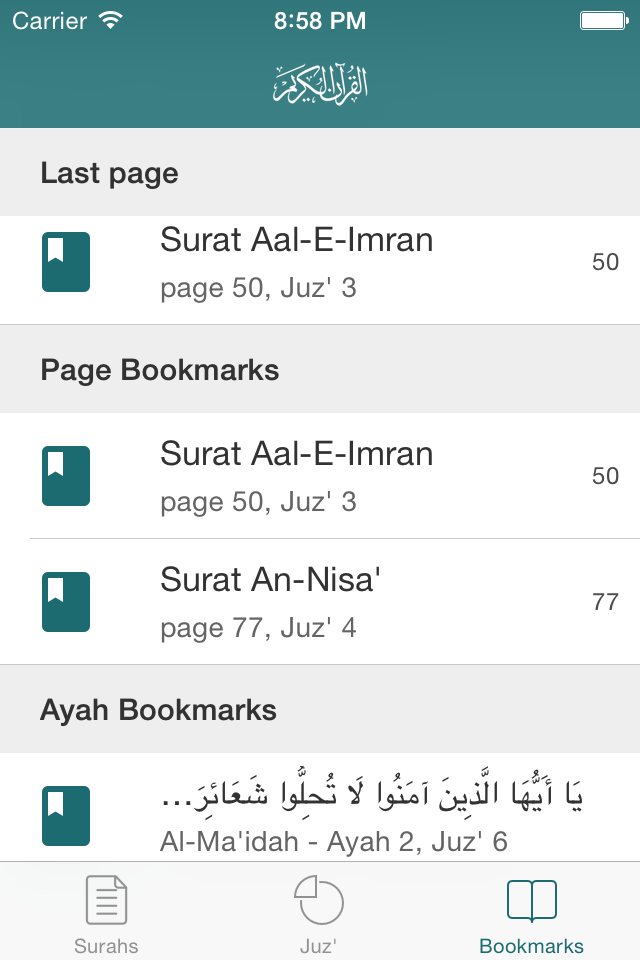 Carrier 8:58 PM
القرآن الكريم
Last page
Surat Aal-E-Imran
50
page 50, Juz' 3
Page Bookmarks
Surat Aal-E-Imran
50
page 50, Juz' 3
Surat An-Nisa'
77
page 77, Juz' 4
Ayah Bookmarks
يَا أَيُّهَا الَّذِينَ آمَنُوا لَا تُحِلُّوا شَعَائِرَ...
Al-Ma'idah - Ayah 2, Juz' 6
Surahs Juz' Bookmarks